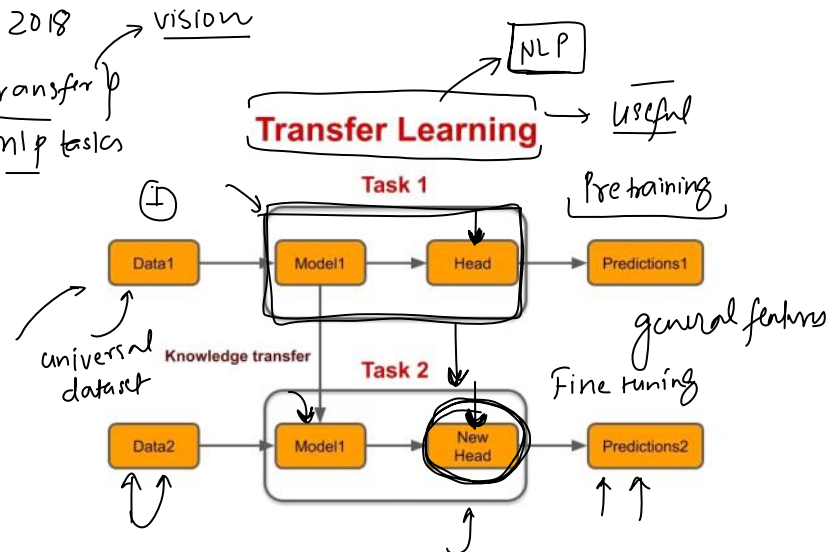 2018
vision
NLP
ransfer
nlp tasks
Transfer Learning
useful
I
Task 1
Pretraining
Data1
Model1
Head
Predictions1
universal
dataset
Knowledge transfer
general features
Task 2
Fine tuning
Data2
Model1
New
Head
Predictions2